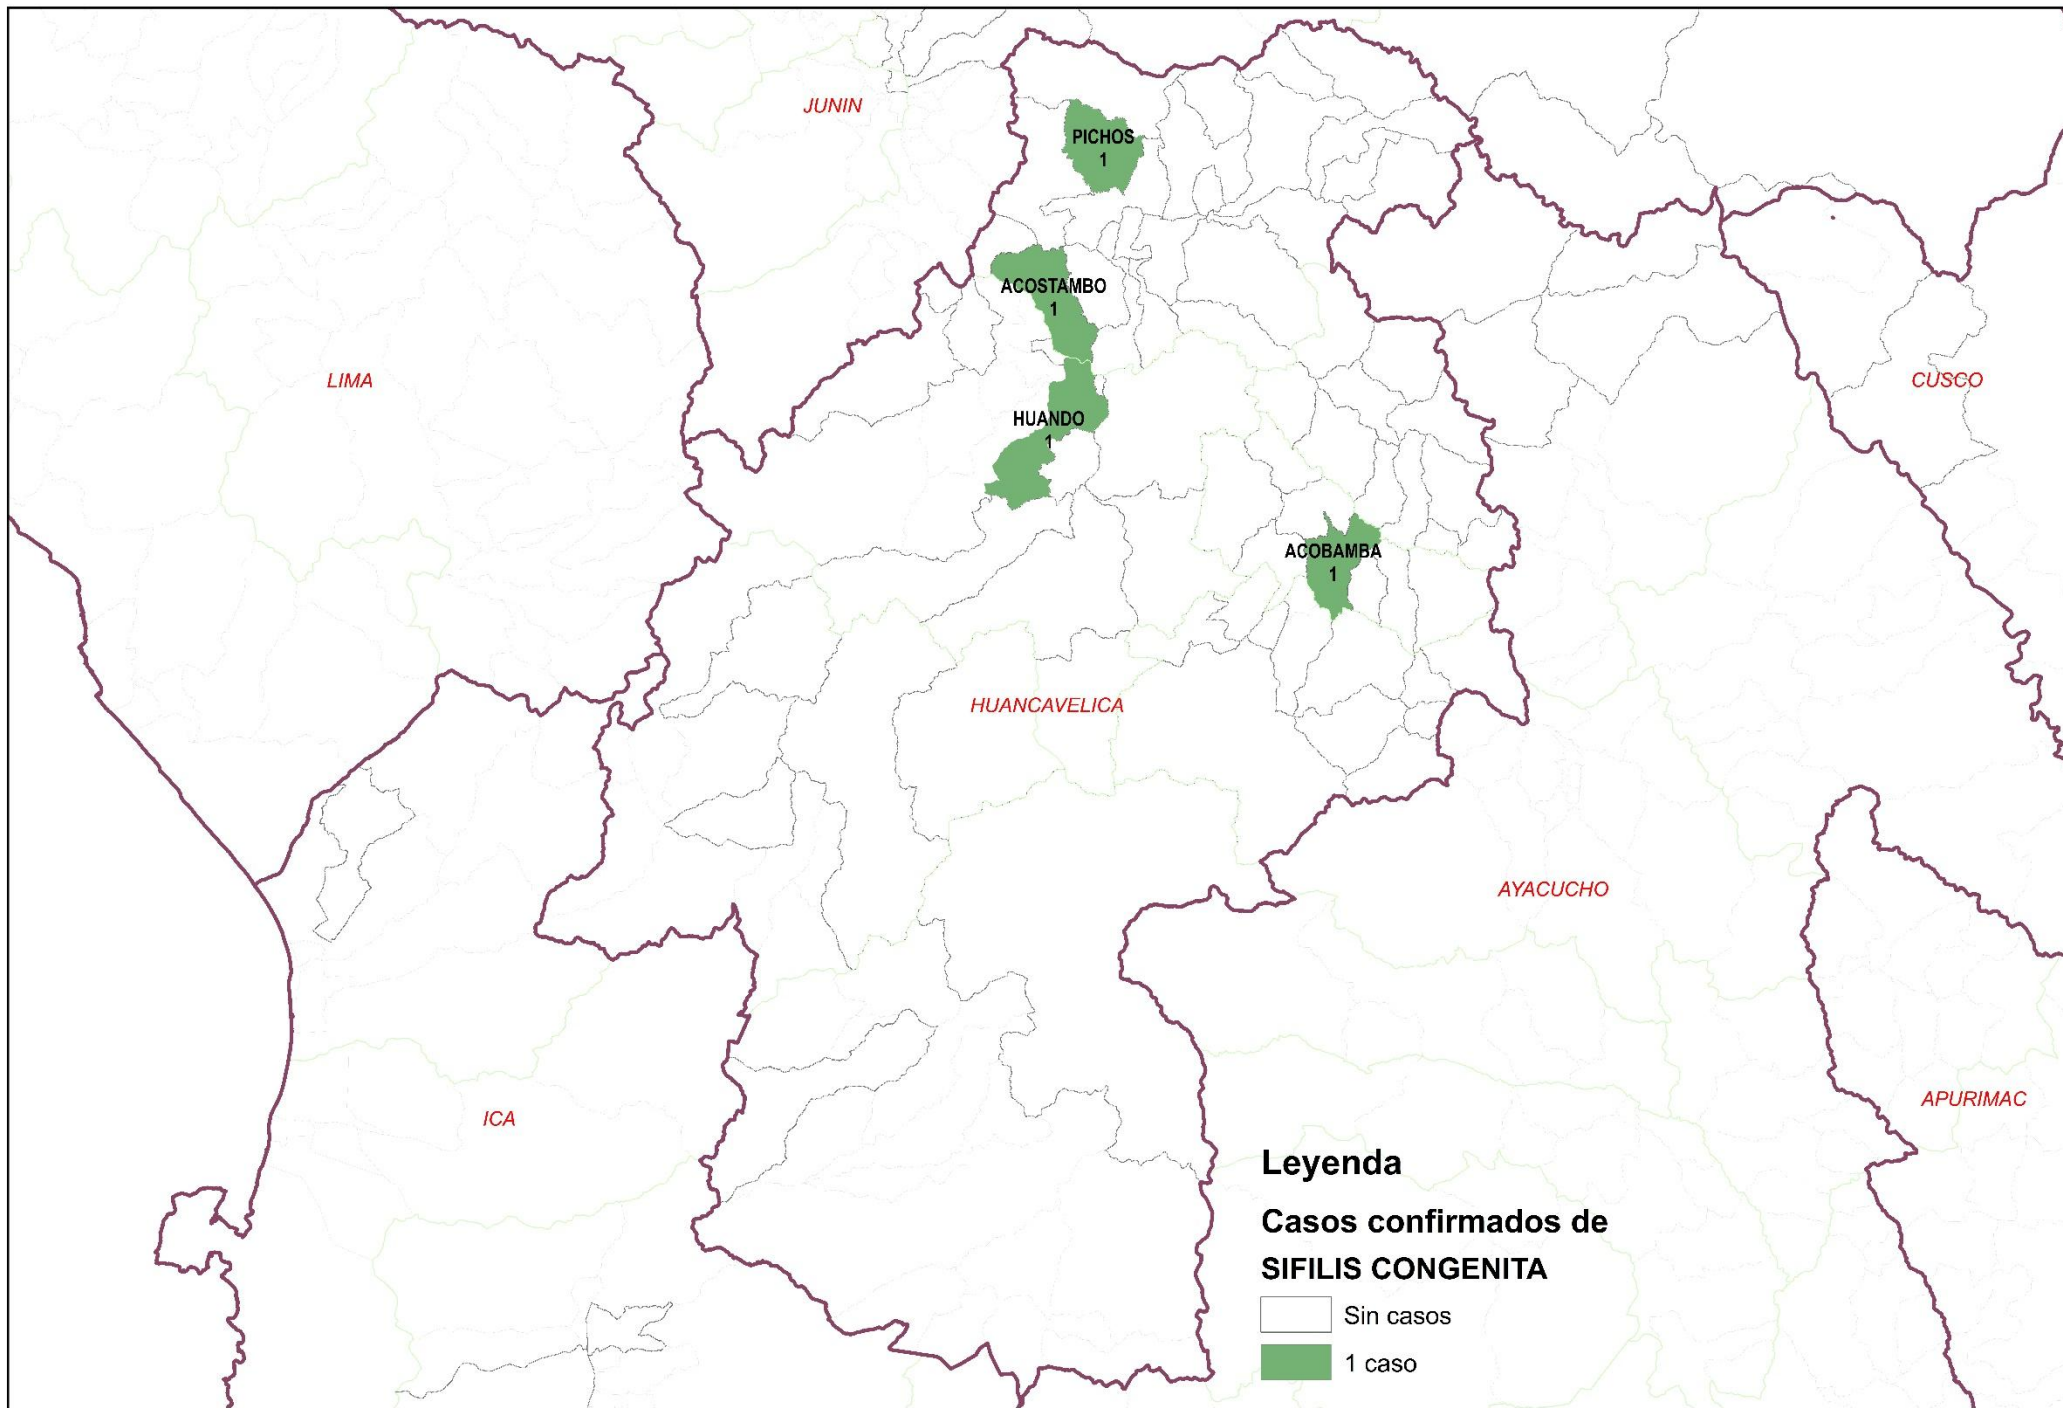 JUNIN
PICHOS
1
ACOSTAMBO
1
LIMA
CUSCO
HUANDO
1
ACOBAMBA
1
HUANCAVELICA
AYACUCHO
APURIMAC
ICA
Leyenda
Casos confirmados de
SIFILIS CONGENITA
Sin casos
1 caso